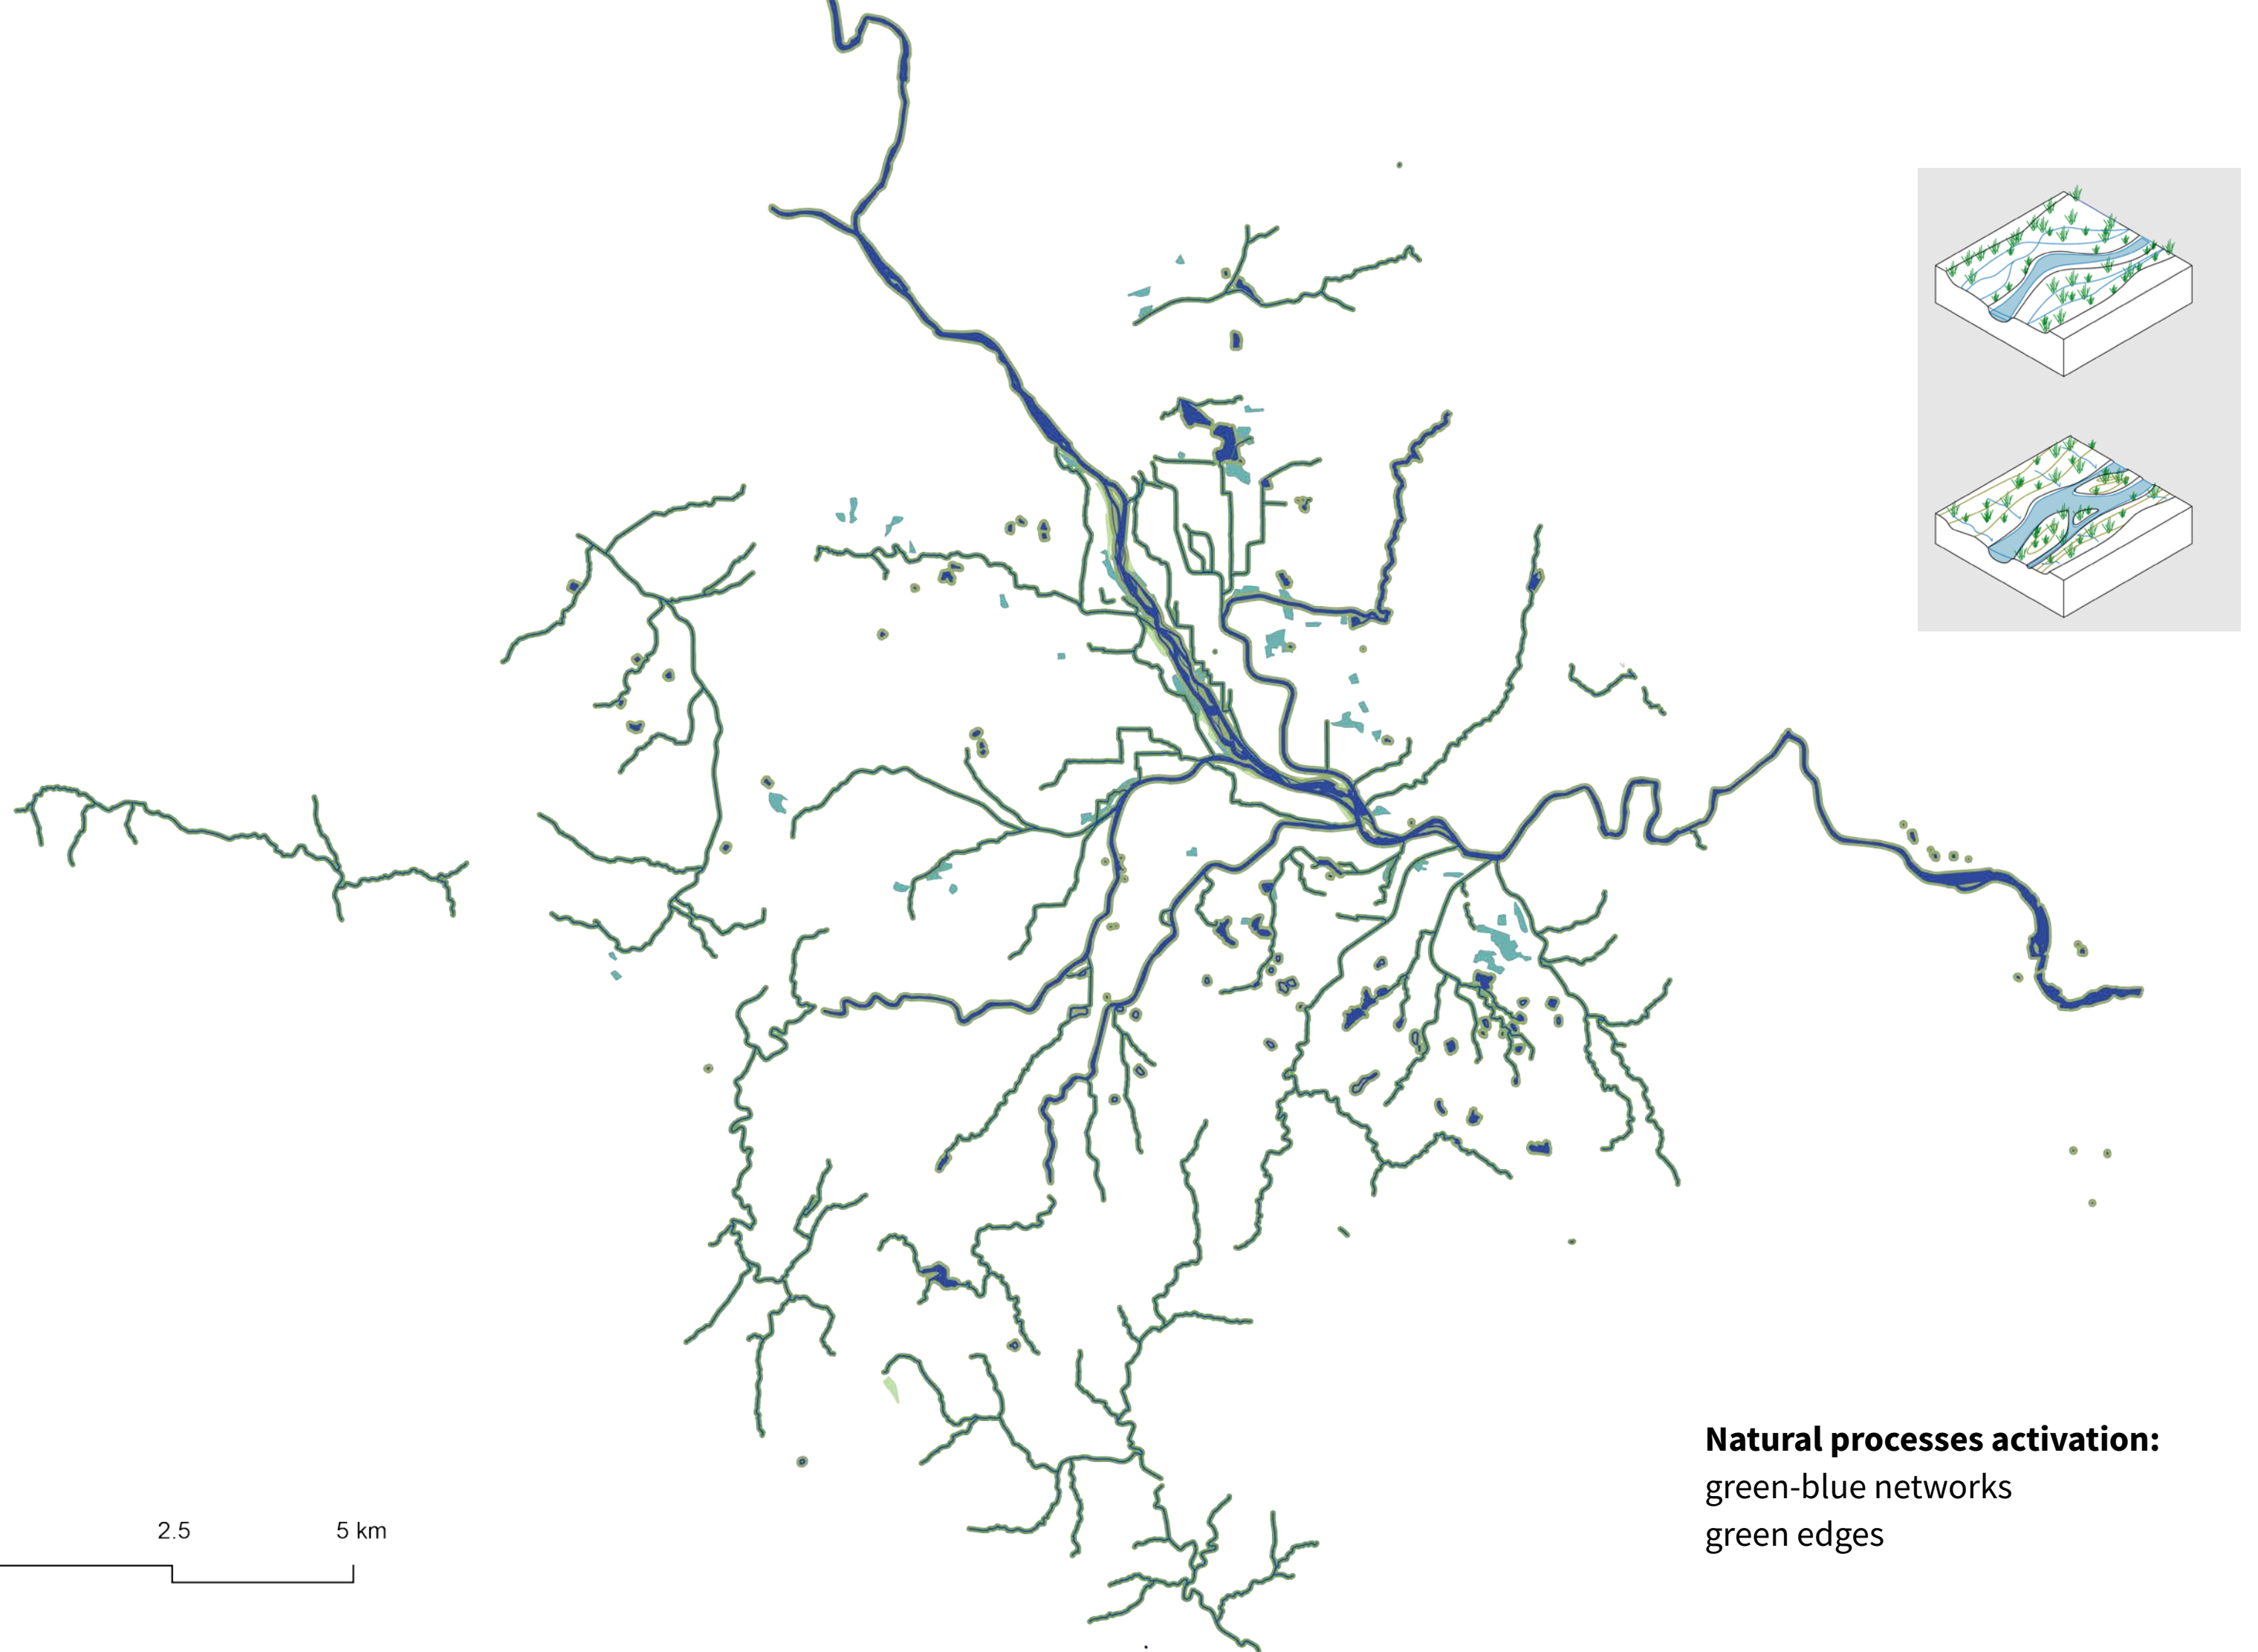 Natural processes activation:
green-blue networks
green edges
2.5 5 km